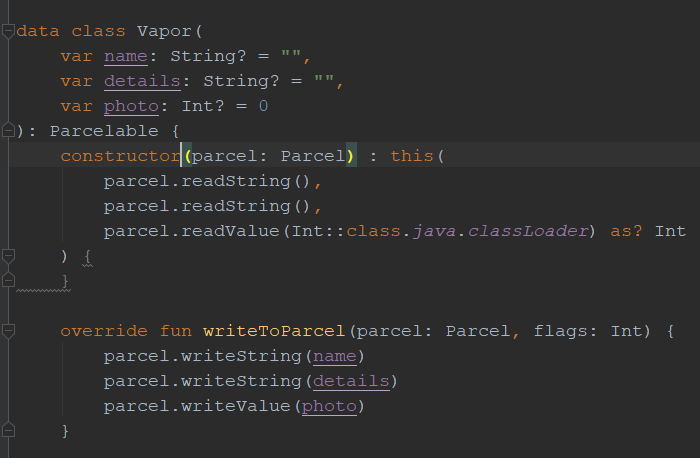 data class Vapor(
    var name: String? = "",
    var details: String? = "",
    var photo: Int? = 0
): Parcelable {
    constructor(parcel: Parcel) : this(
        parcel.readString(),
        parcel.readString(),
        parcel.readValue(Int::class.java.classLoader) as? Int
    ) {
    }
    override fun writeToParcel(parcel: Parcel, flags: Int) {
        parcel.writeString(name)
        parcel.writeString(details)
        parcel.writeValue(photo)
    }